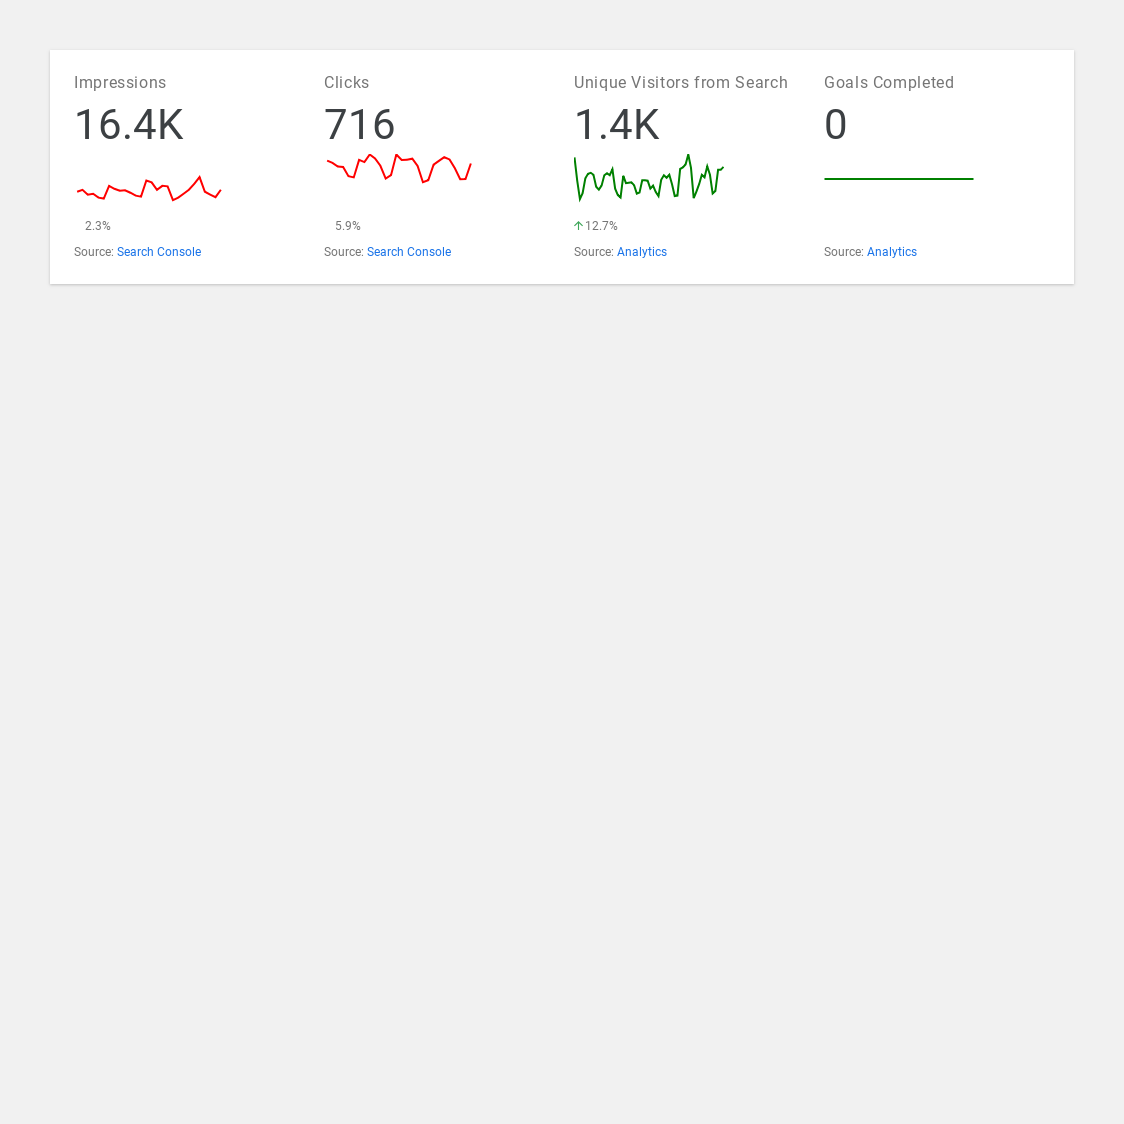 Impressions
16.4K
2.3%
Source: Search Console
Clicks
716
5.9%
Source: Search Console
Unique Visitors from Search
1.4K
↑12.7%
Source: Analytics
Goals Completed
0
Source: Analytics